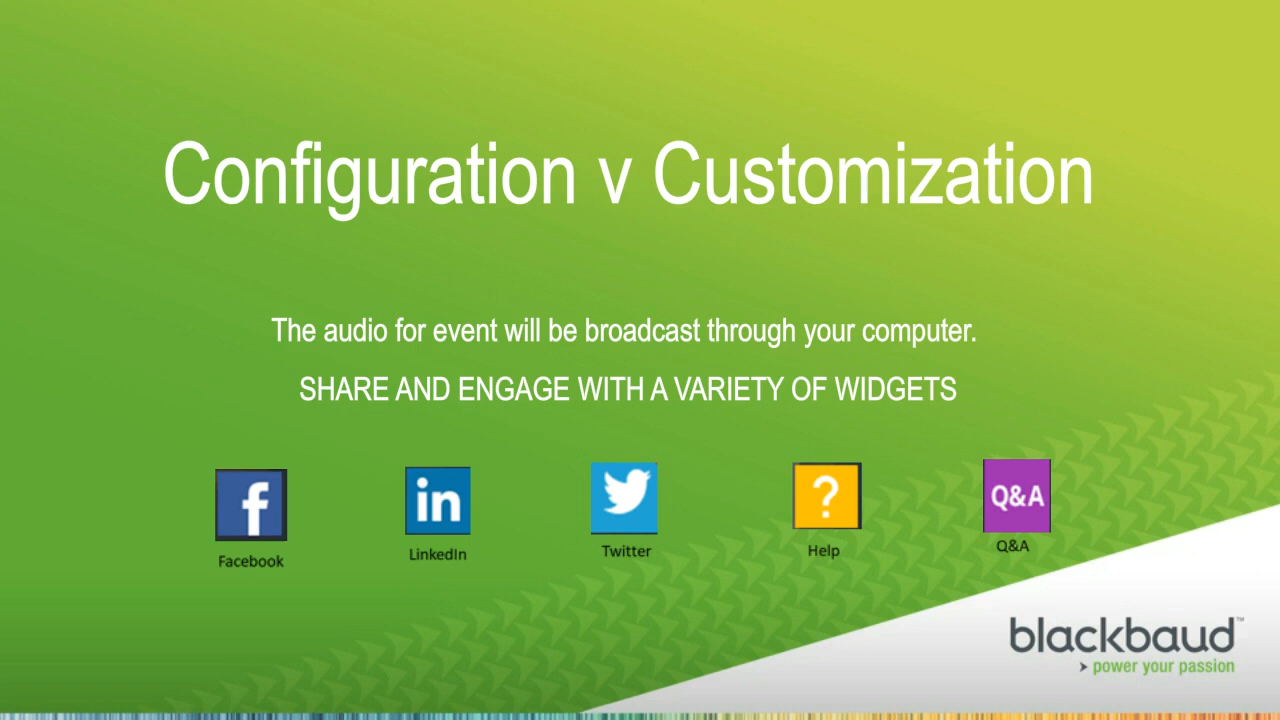 Configuration v Customization
The audio for event will be broadcast through your computer.
SHARE AND ENGAGE WITH A VARIETY OF WIDGETS
f
in
?
Q&A
Facebook
LinkedIn
Twitter
Help
Q&A
blackbaud™
> power your passion